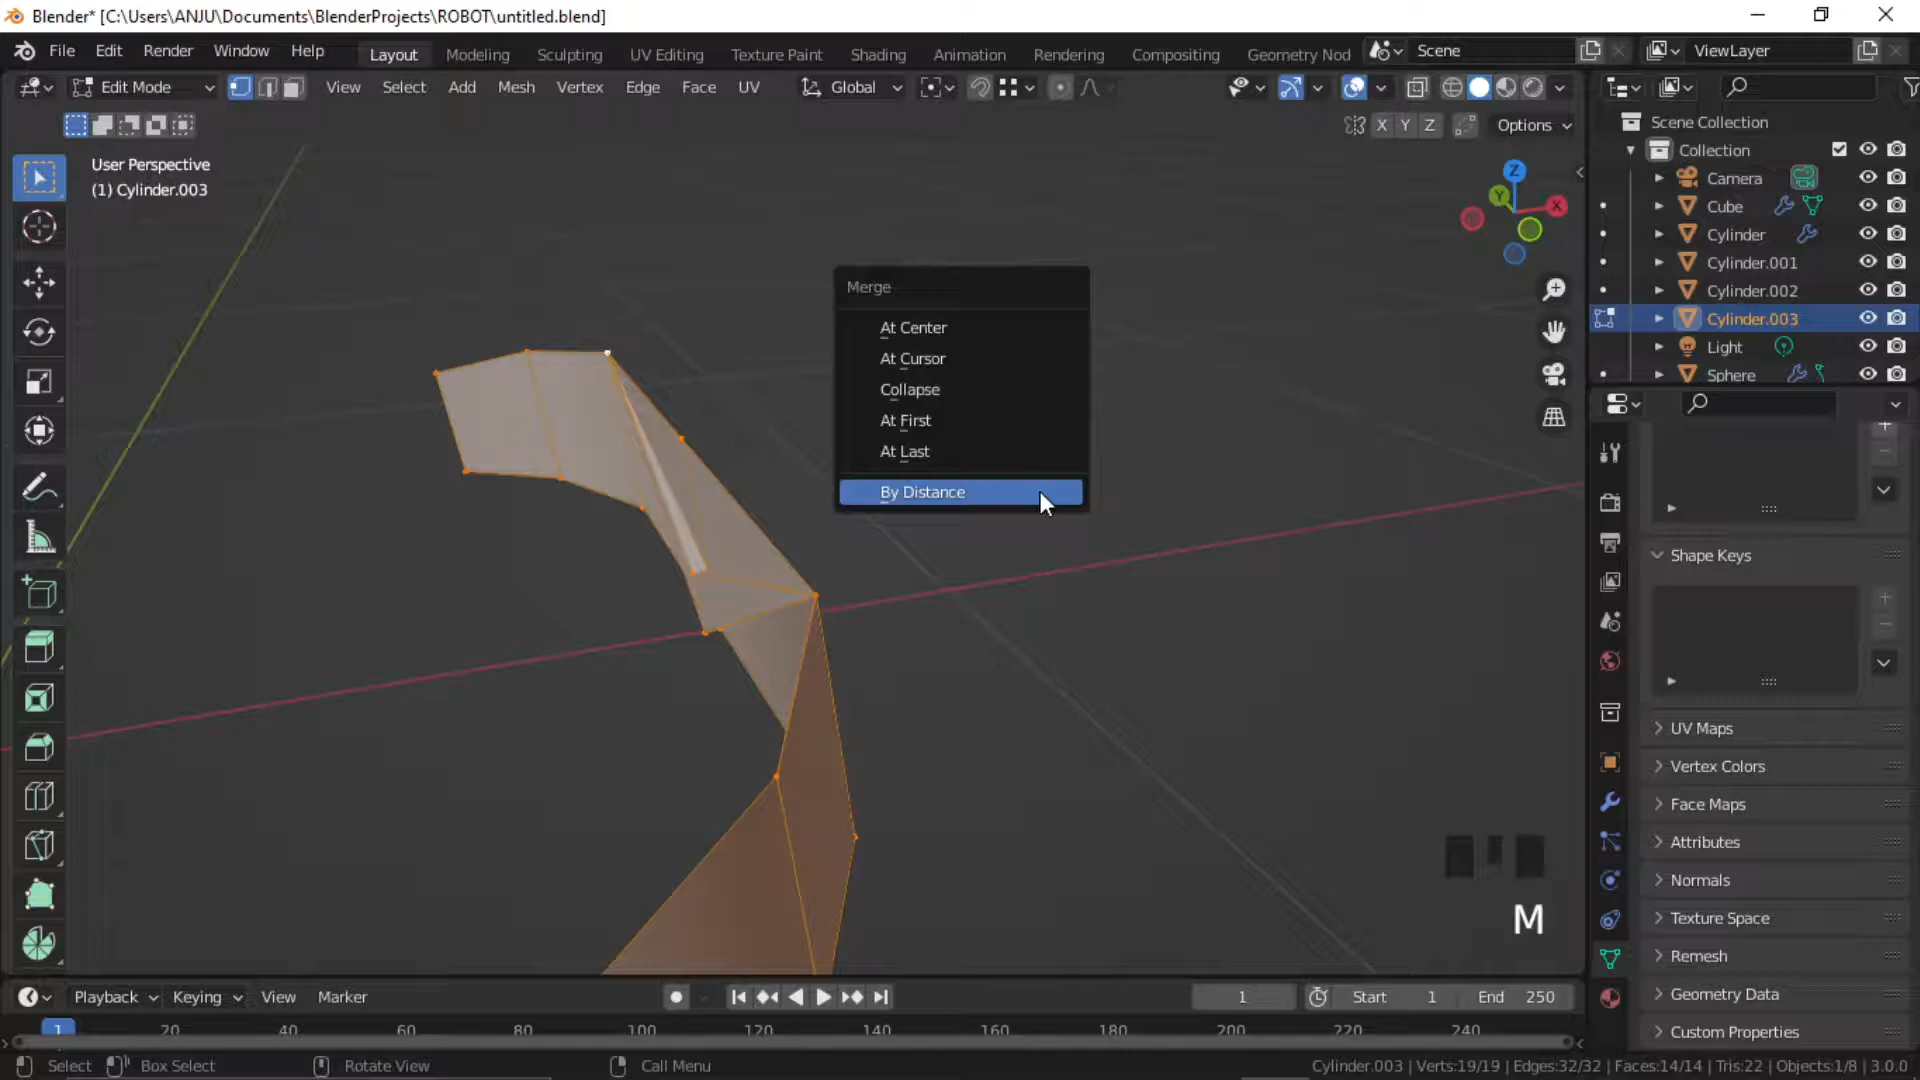 Blender* [C:\Users\ANJU\Documents\BlenderProjects\ROBOT\untitled.blend]
File Edit Render Window Help Layout Modeling Sculpting UV Editing Texture Paint Shading Animation Rendering Compositing Geometry Nod Scene ViewLayer
Edit Mode View Select Add Mesh Vertex Edge Face UV Global
X Y Z Options
User Perspective
(1) Cylinder.003
Z
Y
X
Scene Collection
Collection
Camera
Cube
Cylinder
Cylinder.001
Cylinder.002
Cylinder.003
Light
Sphere
Merge
At Center
At Cursor
Collapse
At First
At Last
By Distance
Shape Keys
UV Maps
Vertex Colors
Face Maps
Attributes
Normals
Texture Space
Remesh
Geometry Data
Custom Properties
M
Playback Keying View Marker 1 Start 1 End 250
1 20 40 60 80 100 120 140 160 180 200 220 240
Select Box Select Rotate View Call Menu Cylinder.003 | Verts:19/19 | Edges:32/32 | Faces:14/14 | Tris:22 | Objects:1/8 | 3.0.0